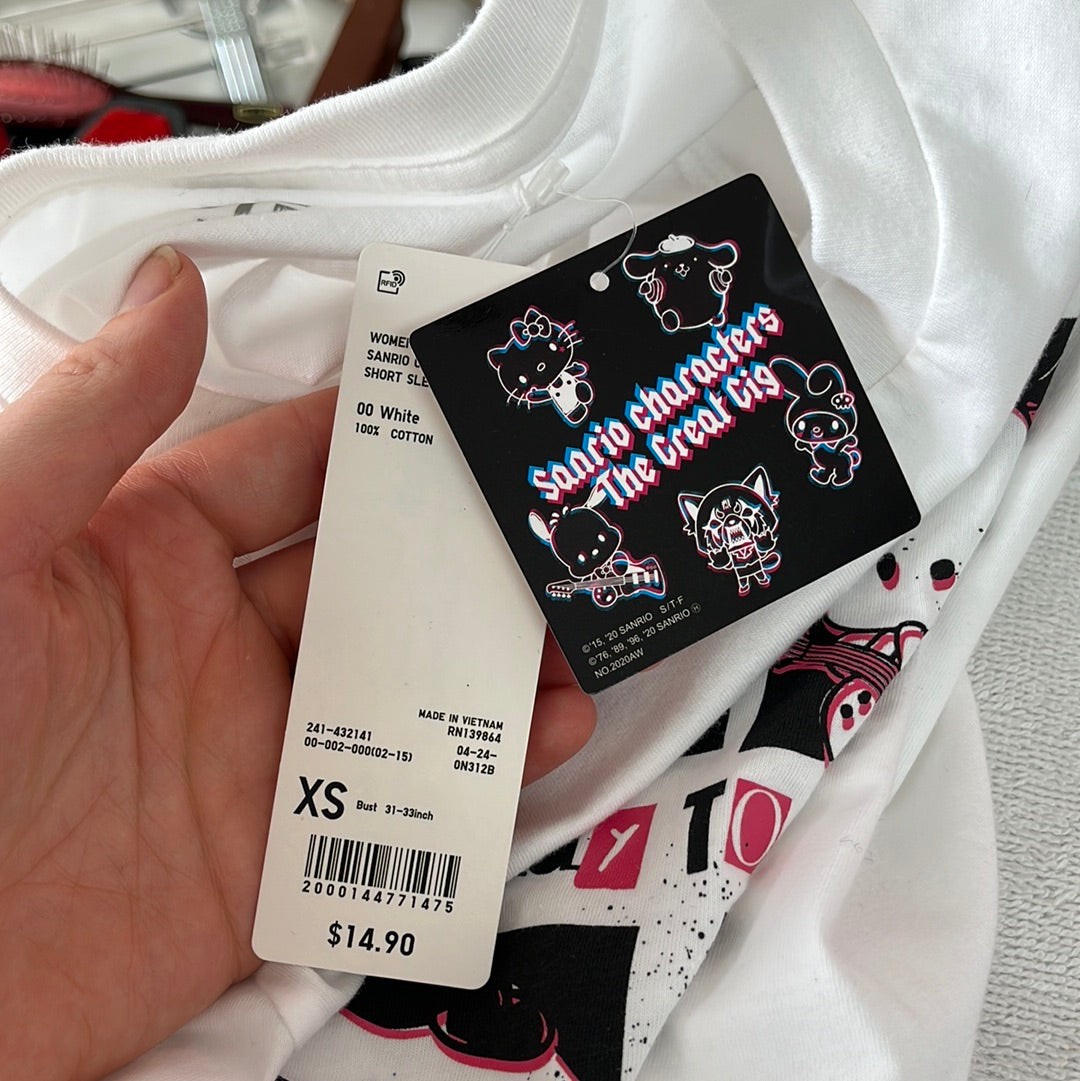 RFID
SANRIO
SHORT
00 White
100% COTTON
Sanrio characters
The Great Gig
©'15, '20 SANRIO S/T·F
©'76, '89, '96, '20 SANRIO Ⓗ
NO.2020AW
MADE IN VIETNAM
241-432141 RN139864
00-002-000(02-15) 04-24-
0N312B
XS Bust 31-33inch
2000144771475
$14.90
TO